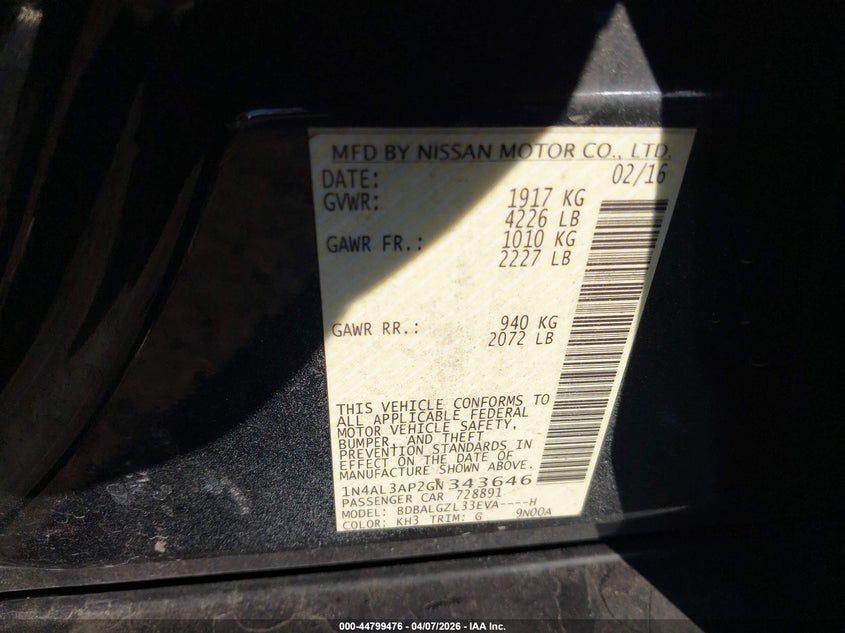 MFD BY NISSAN MOTOR CO., LTD.
DATE: 02/16
GVWR: 1917 KG
4226 LB
GAWR FR.: 1010 KG
2227 LB
GAWR RR.: 940 KG
2072 LB
THIS VEHICLE CONFORMS TO
ALL APPLICABLE FEDERAL
MOTOR VEHICLE SAFETY,
BUMPER, AND THEFT
PREVENTION STANDARDS IN
EFFECT ON THE DATE OF
MANUFACTURE SHOWN ABOVE.
1N4AL3AP2GN343646
PASSENGER CAR 728891
MODEL: BDBALGZL33EVA----H
COLOR: KH3 TRIM: G 9N00A
000-44799476 - 04/07/2026 - IAA Inc.